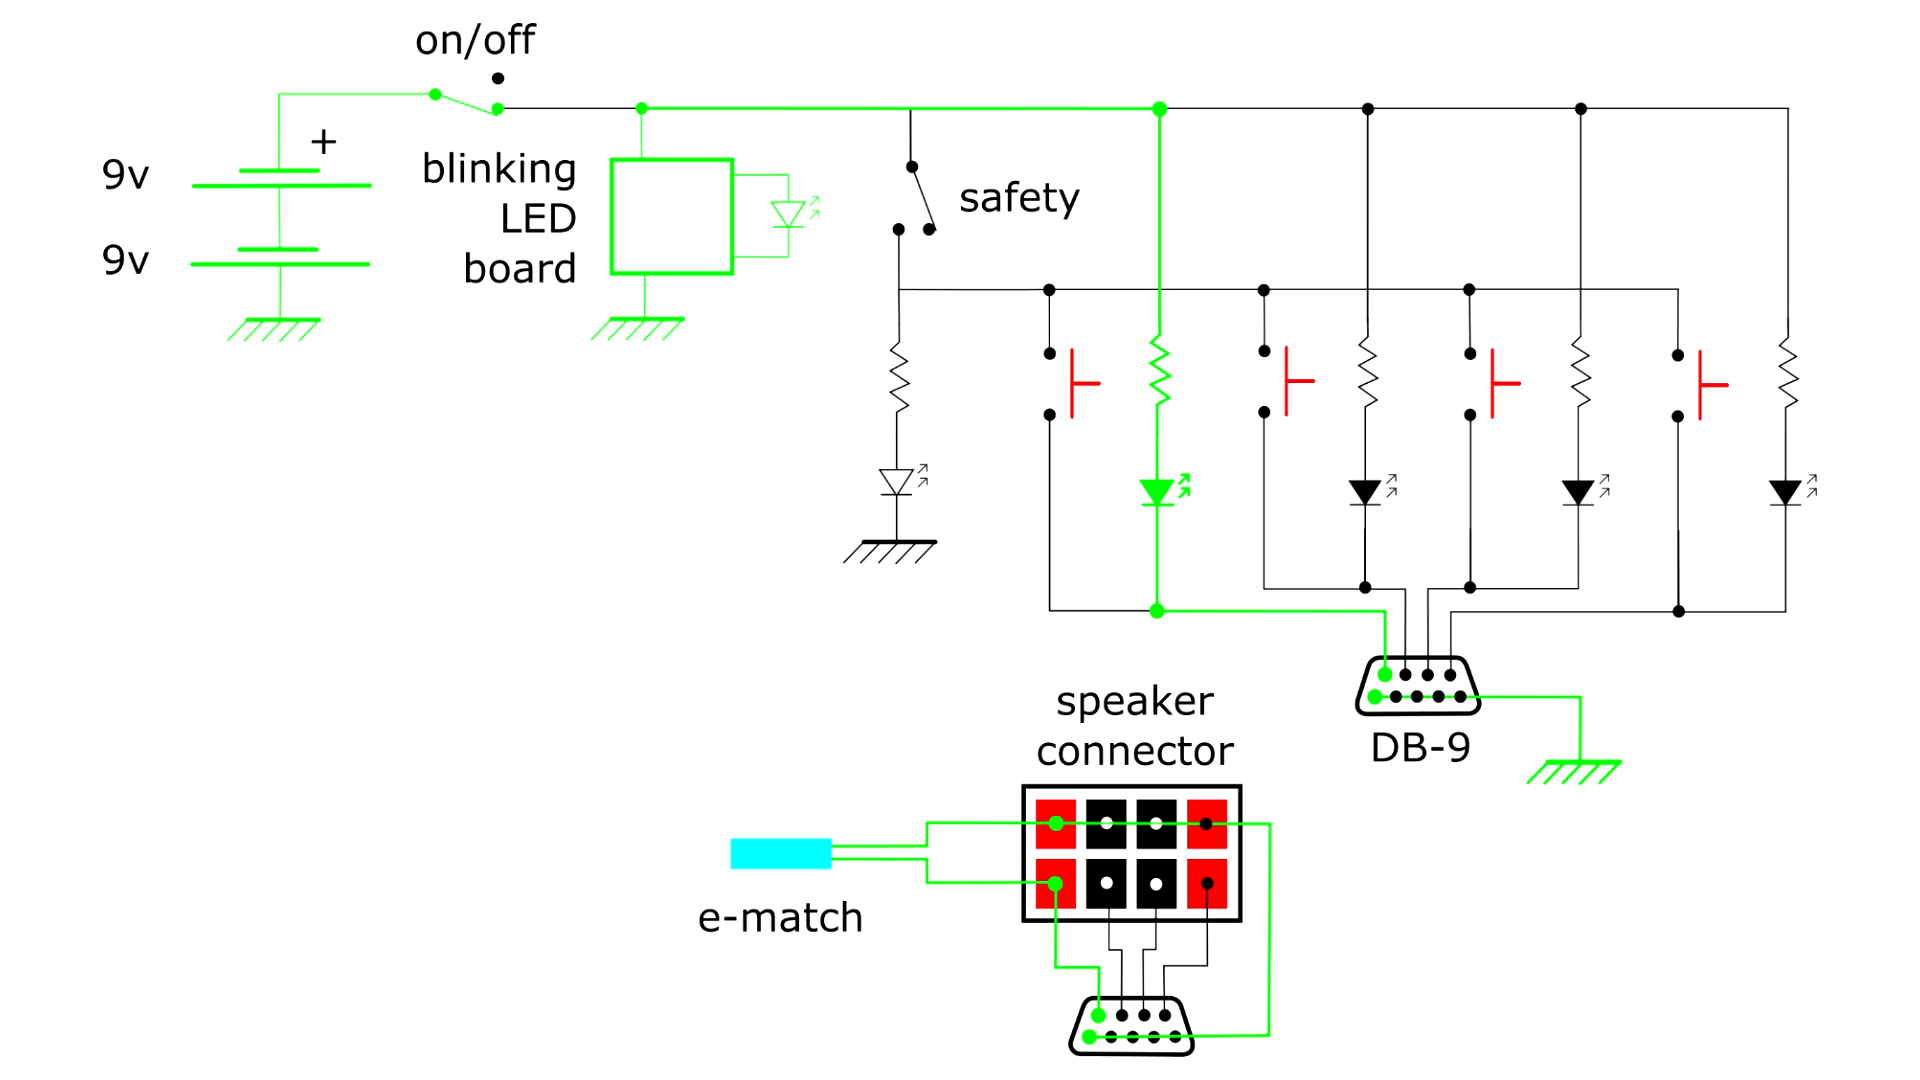 on/off
+
9v
9v
blinking
LED
board
safety
speaker
connector
DB-9
e-match